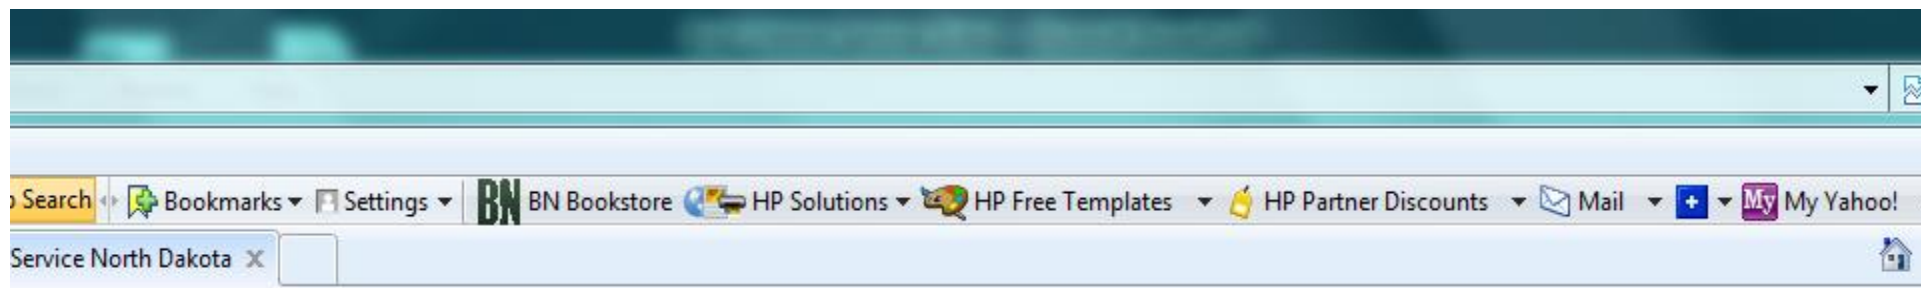 Search Bookmarks Settings BN BN Bookstore HP Solutions HP Free Templates HP Partner Discounts Mail My My Yahoo!
Service North Dakota